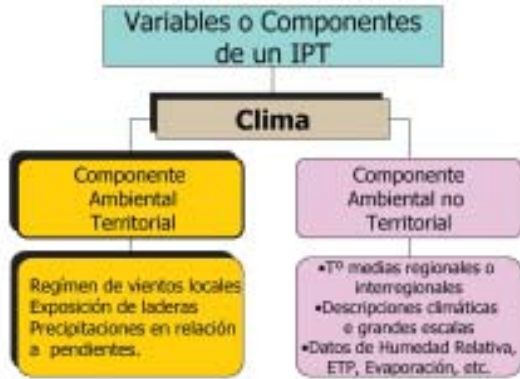 Variables o Componentes
de un IPT
Clima
Componente
Ambiental
Territorial
Componente
Ambiental no
Territorial
Regímen de vientos locales
Exposición de laderas
Precipitaciones en relación
a pendientes.
•Tº medias regionales o
interregionales
•Descripciones climáticas
e grandes escalas
•Datos de Humedad Relativa,
ETP, Evaporación, etc.